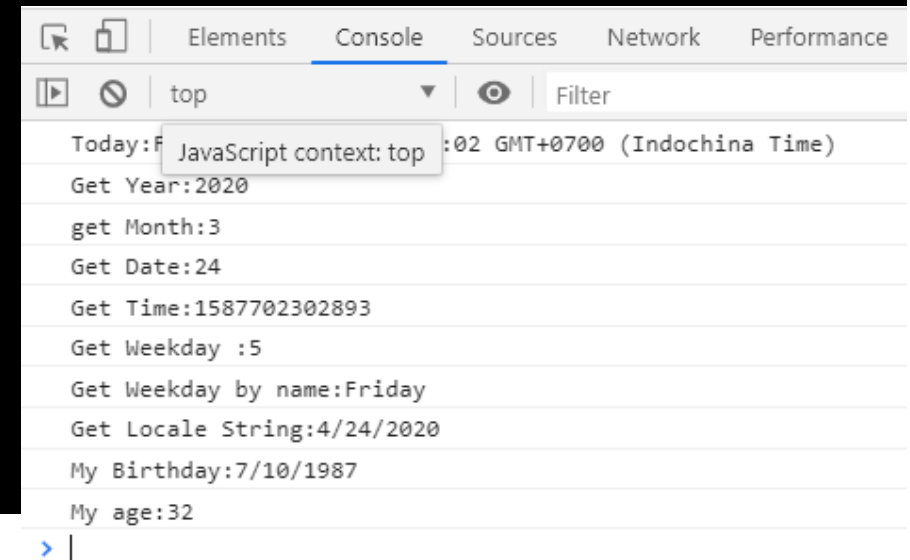 Elements Console Sources Network Performance
top Filter
Today:F :02 GMT+0700 (Indochina Time)
JavaScript context: top
Get Year:2020
get Month:3
Get Date:24
Get Time:1587702302893
Get Weekday :5
Get Weekday by name:Friday
Get Locale String:4/24/2020
My Birthday:7/10/1987
My age:32
>